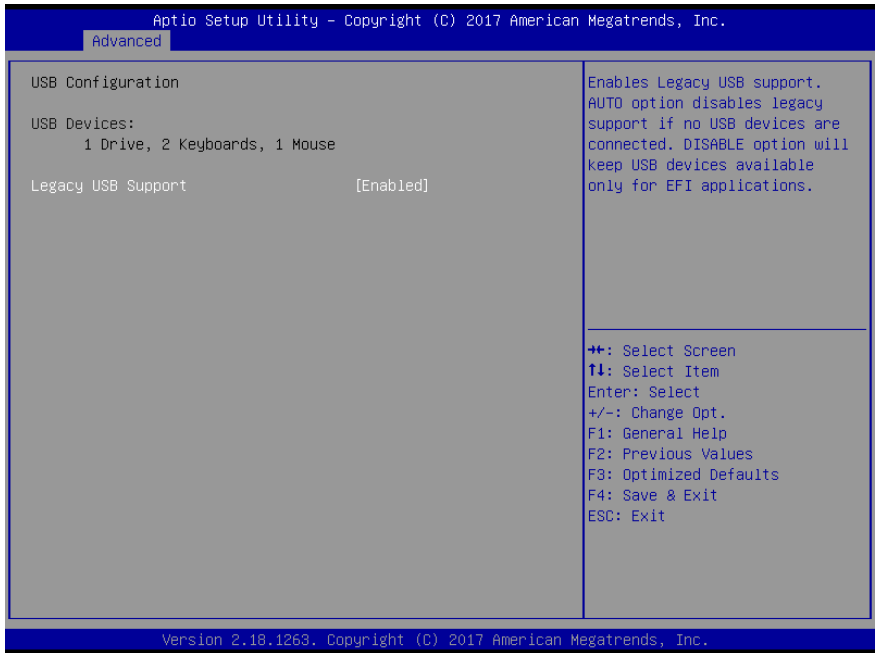 Aptio Setup Utility – Copyright (C) 2017 American Megatrends, Inc.
Advanced
USB Configuration
USB Devices:
1 Drive, 2 Keyboards, 1 Mouse
Legacy USB Support [Enabled]
Enables Legacy USB support.
AUTO option disables legacy
support if no USB devices are
connected. DISABLE option will
keep USB devices available
only for EFI applications.
→←: Select Screen
↑↓: Select Item
Enter: Select
+/-: Change Opt.
F1: General Help
F2: Previous Values
F3: Optimized Defaults
F4: Save & Exit
ESC: Exit
Version 2.18.1263. Copyright (C) 2017 American Megatrends, Inc.